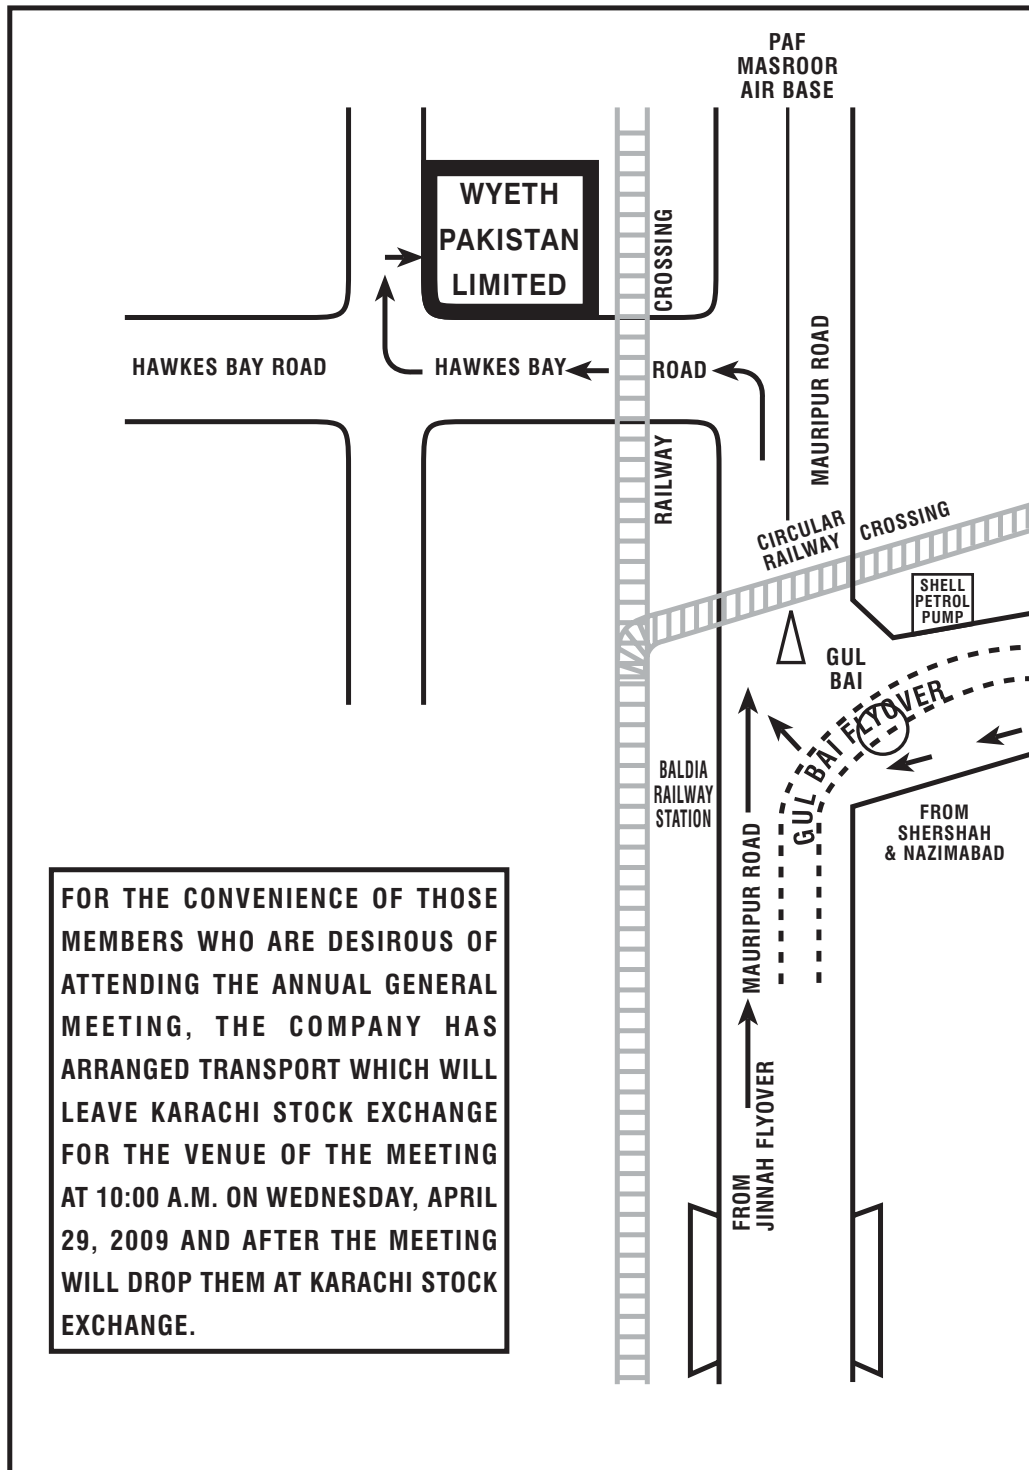 PAF
MASROOR
AIR BASE
WYETH
PAKISTAN
LIMITED
CROSSING
HAWKES BAY ROAD
HAWKES BAY
ROAD
MAURIPUR ROAD
RAILWAY
CIRCULAR
RAILWAY
CROSSING
SHELL
PETROL
PUMP
GUL
BAI
GUL BAI FLYOVER
BALDIA
RAILWAY
STATION
FROM
SHERSHAH
& NAZIMABAD
MAURIPUR ROAD
FROM
JINNAH FLYOVER
FOR THE CONVENIENCE OF THOSE
MEMBERS WHO ARE DESIROUS OF
ATTENDING THE ANNUAL GENERAL
MEETING, THE COMPANY HAS
ARRANGED TRANSPORT WHICH WILL
LEAVE KARACHI STOCK EXCHANGE
FOR THE VENUE OF THE MEETING
AT 10:00 A.M. ON WEDNESDAY, APRIL
29, 2009 AND AFTER THE MEETING
WILL DROP THEM AT KARACHI STOCK
EXCHANGE.